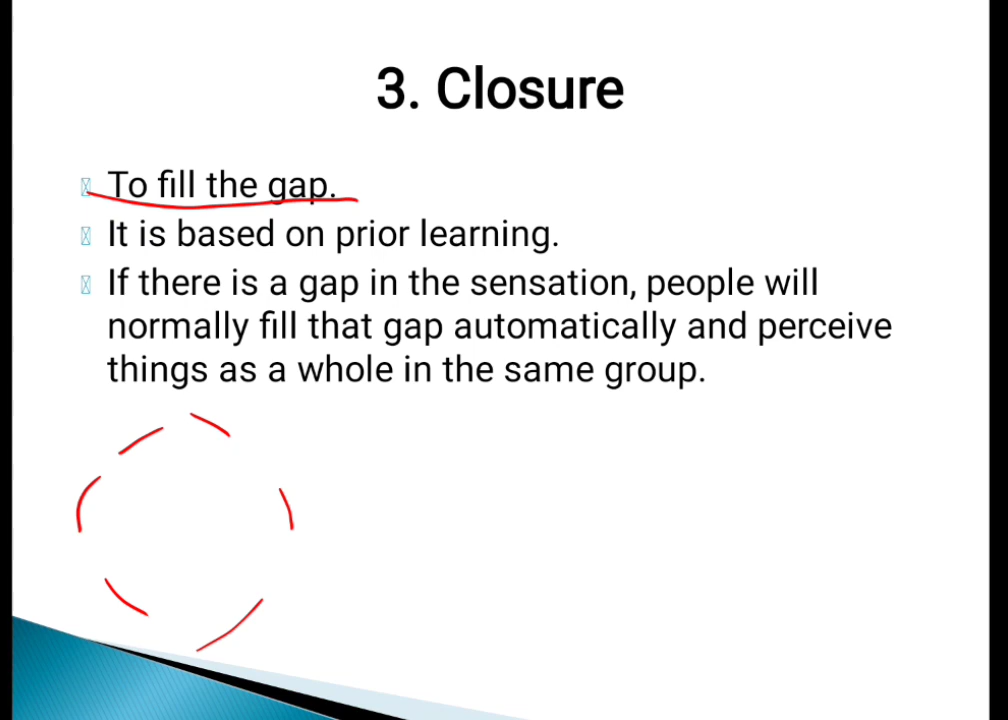 3. Closure
To fill the gap.
It is based on prior learning.
If there is a gap in the sensation, people will
normally fill that gap automatically and perceive
things as a whole in the same group.